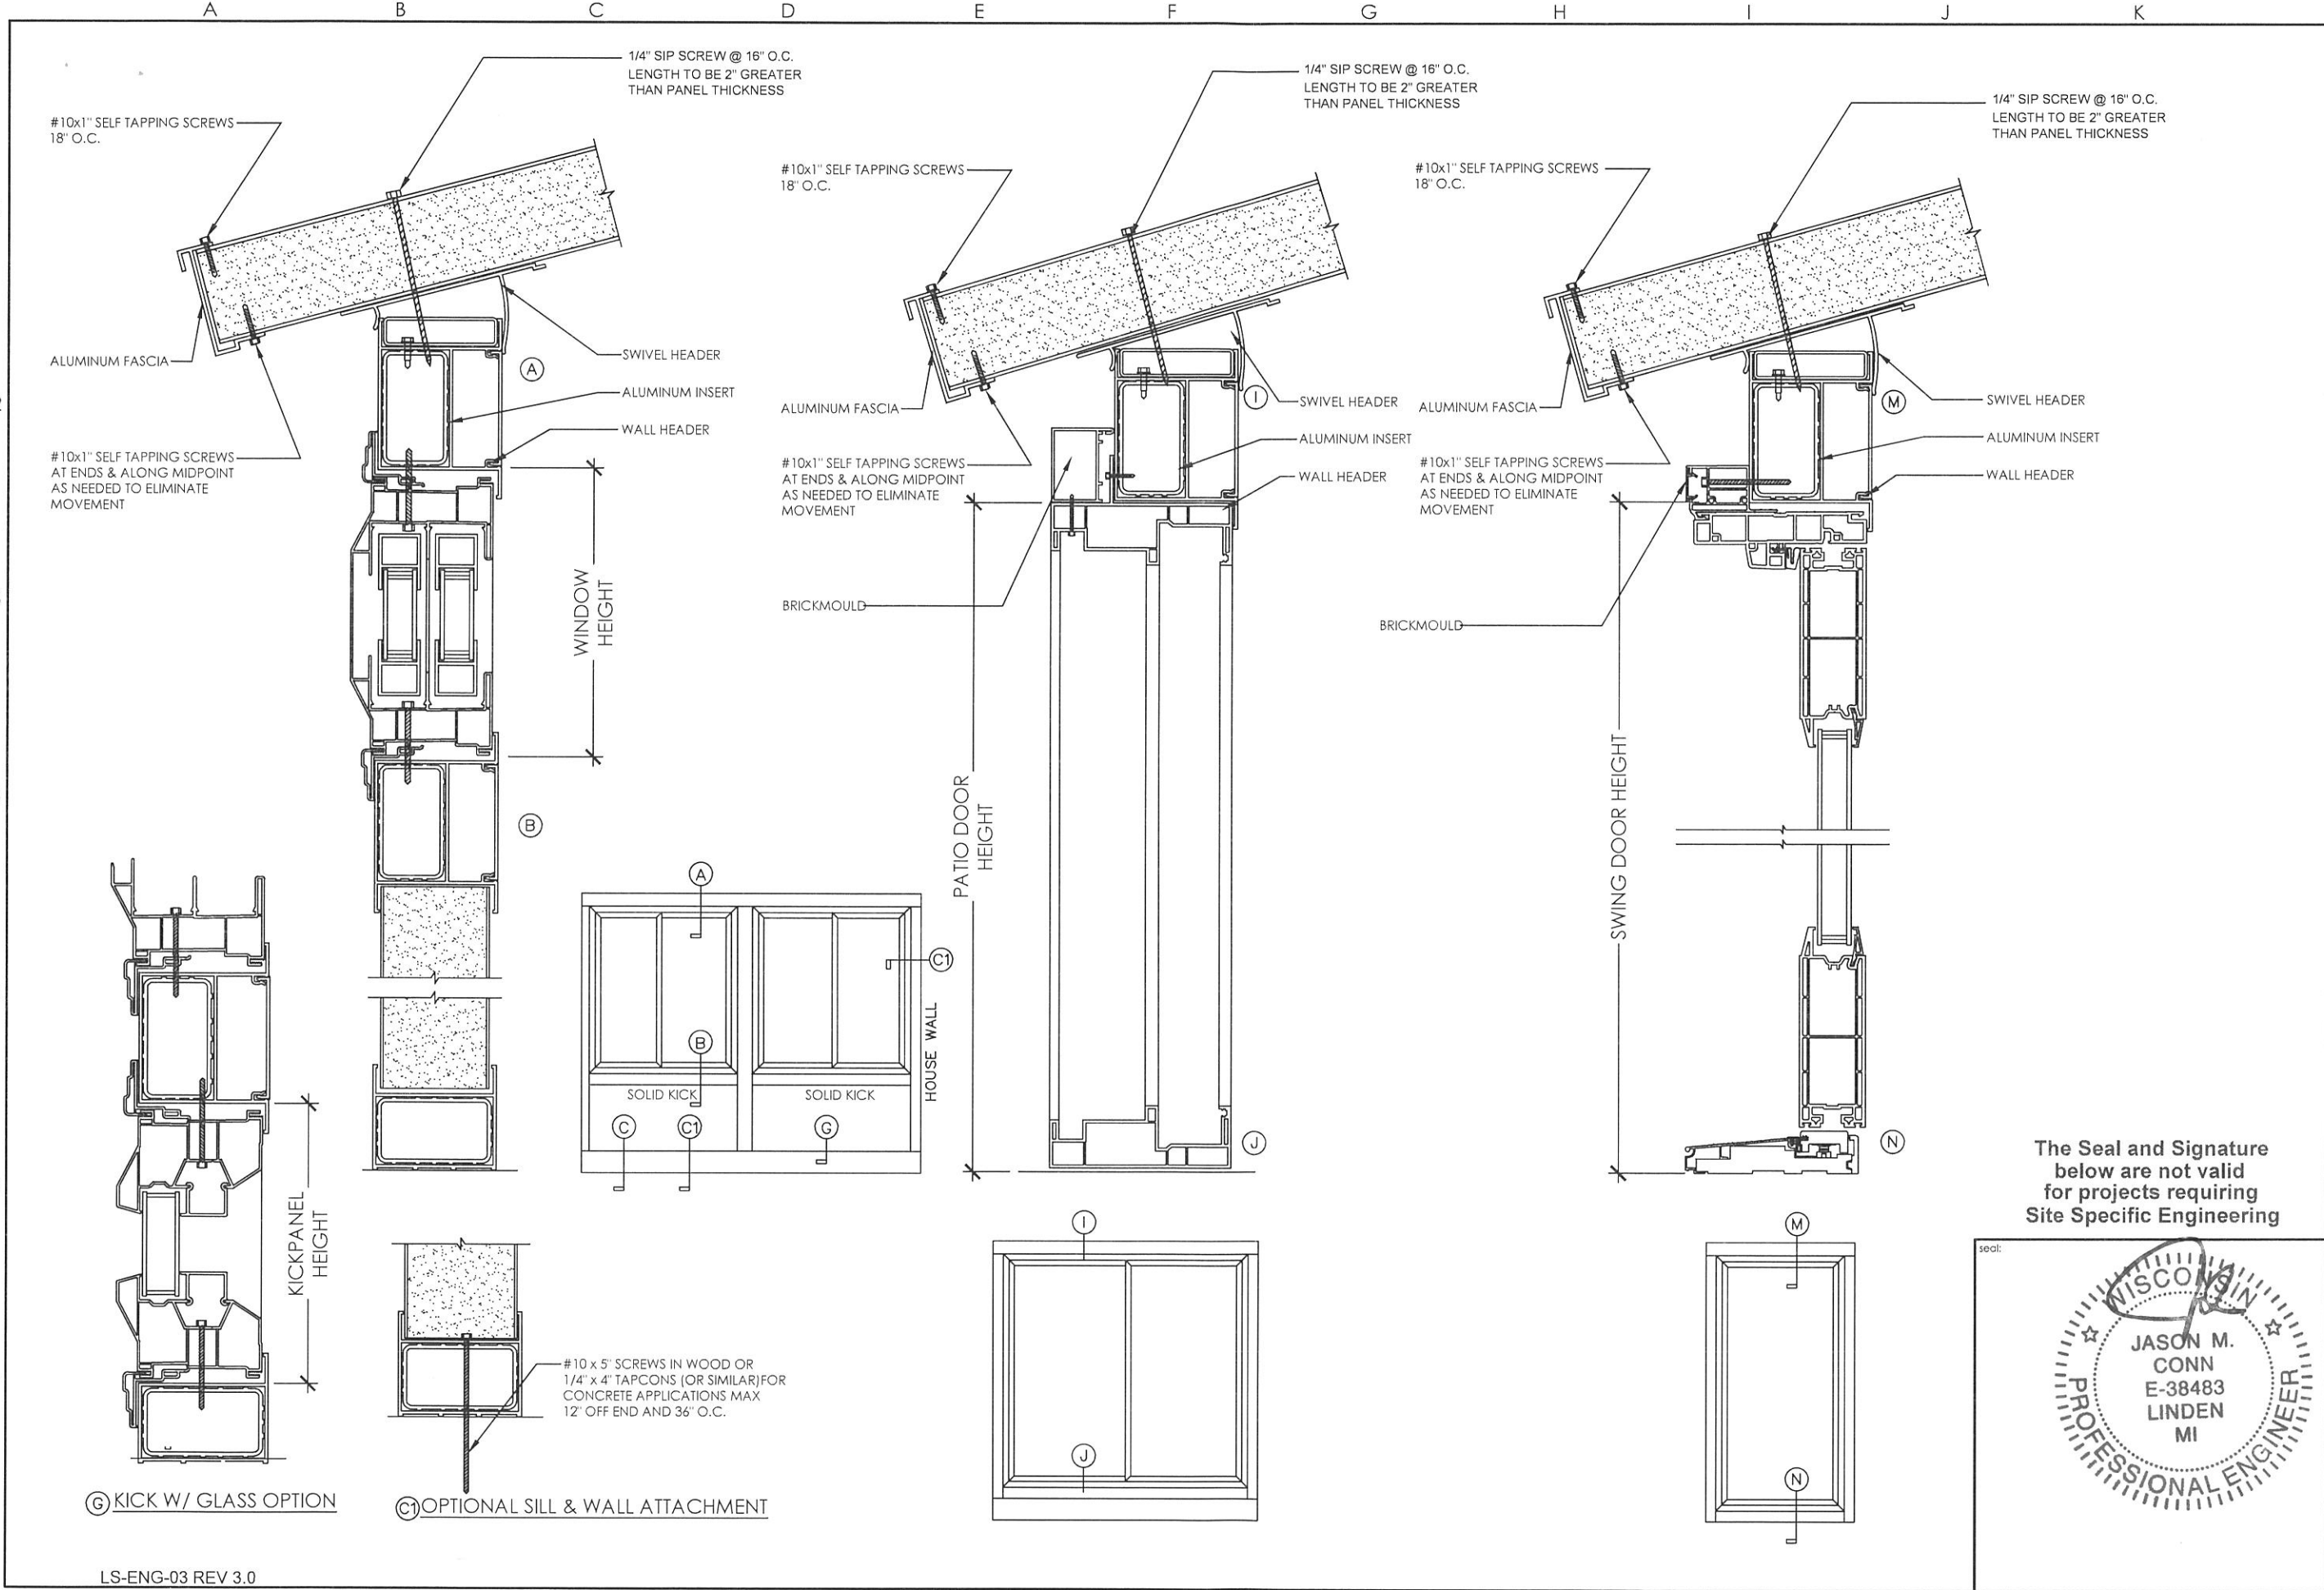 A B C D E F G H I J K
1/4" SIP SCREW @ 16" O.C.
LENGTH TO BE 2" GREATER
THAN PANEL THICKNESS
#10x1" SELF TAPPING SCREWS
18" O.C.
ALUMINUM FASCIA
#10x1" SELF TAPPING SCREWS
AT ENDS & ALONG MIDPOINT
AS NEEDED TO ELIMINATE
MOVEMENT
SWIVEL HEADER
A
ALUMINUM INSERT
WALL HEADER
WINDOW
HEIGHT
B
1/4" SIP SCREW @ 16" O.C.
LENGTH TO BE 2" GREATER
THAN PANEL THICKNESS
#10x1" SELF TAPPING SCREWS
18" O.C.
ALUMINUM FASCIA
#10x1" SELF TAPPING SCREWS
AT ENDS & ALONG MIDPOINT
AS NEEDED TO ELIMINATE
MOVEMENT
I
SWIVEL HEADER
ALUMINUM INSERT
WALL HEADER
BRICKMOULD
PATIO DOOR
HEIGHT
J
1/4" SIP SCREW @ 16" O.C.
LENGTH TO BE 2" GREATER
THAN PANEL THICKNESS
#10x1" SELF TAPPING SCREWS
18" O.C.
ALUMINUM FASCIA
#10x1" SELF TAPPING SCREWS
AT ENDS & ALONG MIDPOINT
AS NEEDED TO ELIMINATE
MOVEMENT
M
SWIVEL HEADER
ALUMINUM INSERT
WALL HEADER
BRICKMOULD
SWING DOOR HEIGHT
N
A
C1
B
HOUSE WALL
SOLID KICK
SOLID KICK
C
C1
G
KICKPANEL
HEIGHT
#10 x 5" SCREWS IN WOOD OR
1/4" x 4" TAPCONS (OR SIMILAR)FOR
CONCRETE APPLICATIONS MAX
12" OFF END AND 36" O.C.
G KICK W/ GLASS OPTION
C1 OPTIONAL SILL & WALL ATTACHMENT
I
J
M
N
The Seal and Signature
below are not valid
for projects requiring
Site Specific Engineering
seal:
WISCONSIN
JASON M.
CONN
E-38483
LINDEN
MI
PROFESSIONAL ENGINEER
LS-ENG-03 REV 3.0